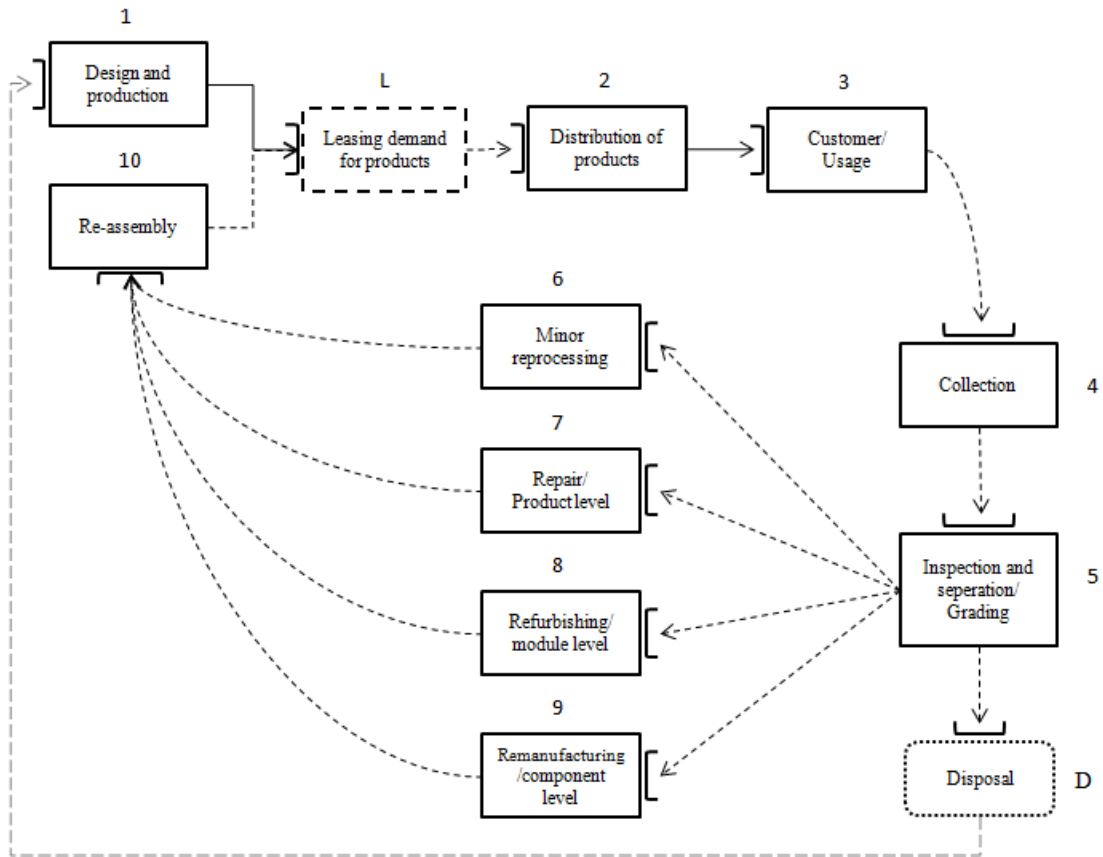 1
Design and
production
L
Leasing demand
for products
2
Distribution of
products
3
Customer/
Usage
10
Re-assembly
6
Minor
reprocessing
Collection
4
7
Repair/
Product level
8
Refurbishing/
module level
Inspection and
seperation/
Grading
5
9
Remanufacturing
/component
level
Disposal
D